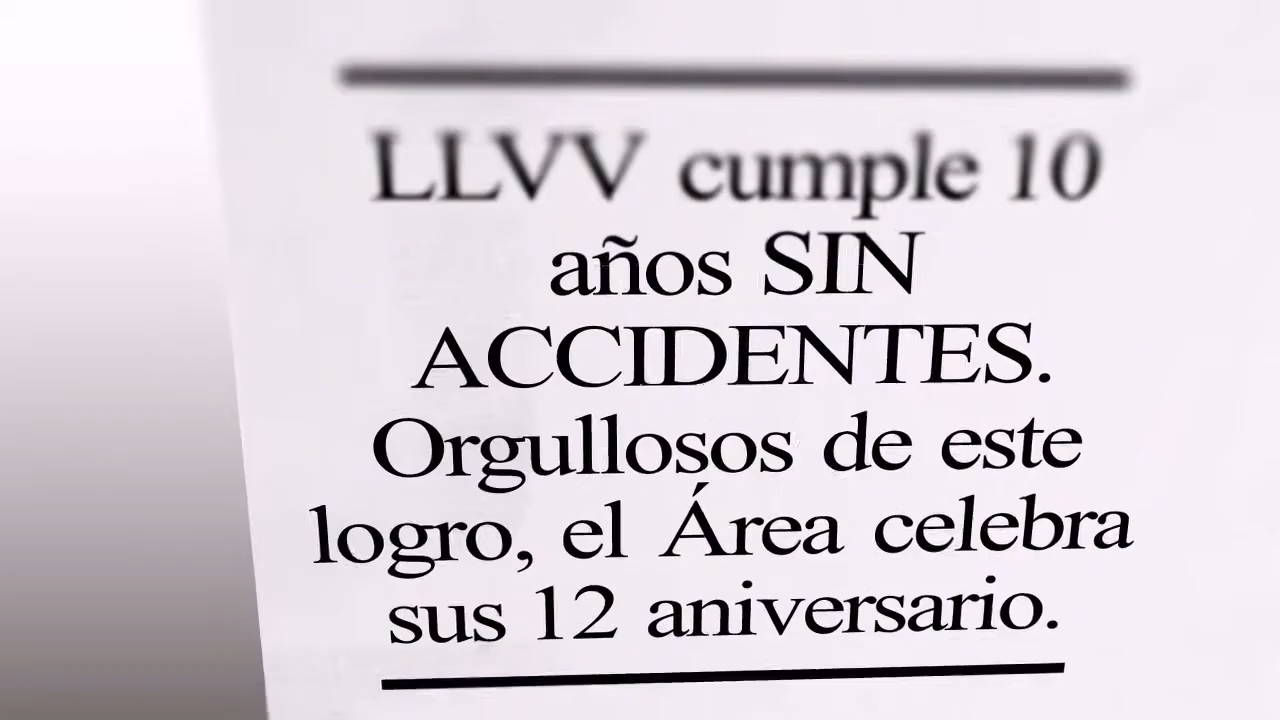 LLVV cumple 10
años SIN
ACCIDENTES.
Orgullosos de este
logro, el Área celebra
sus 12 aniversario.